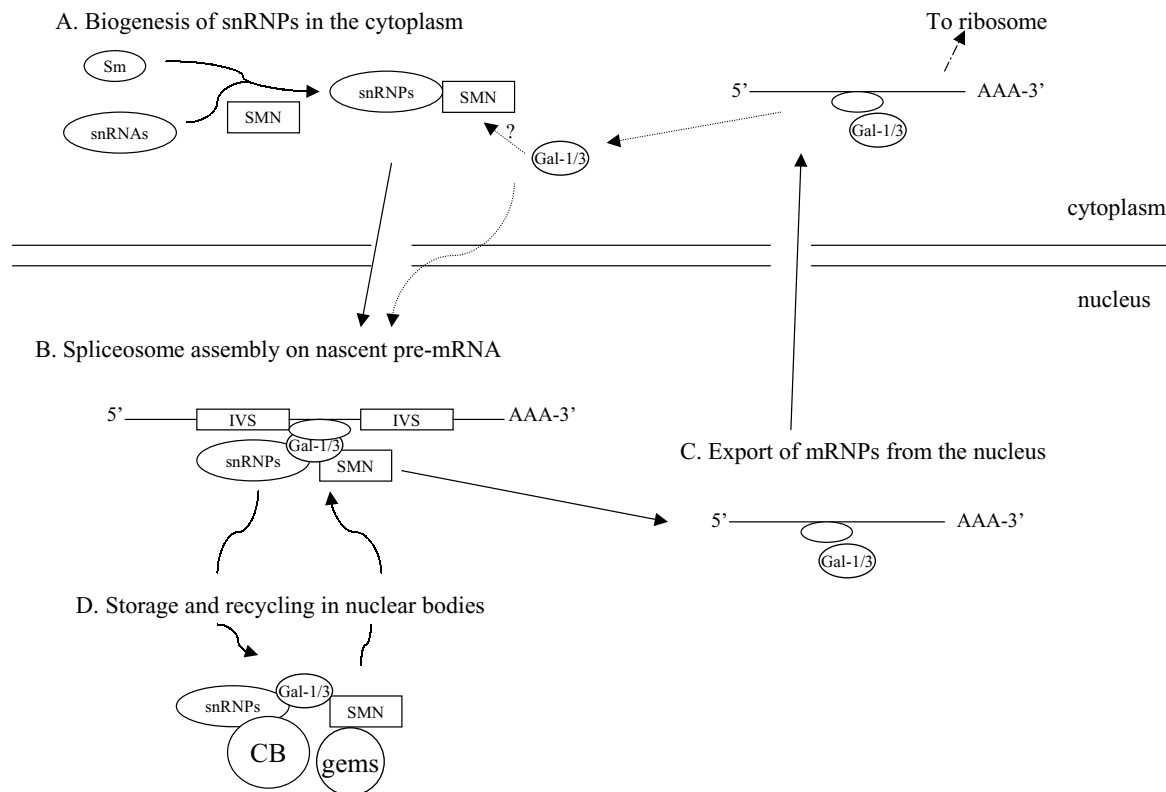 A. Biogenesis of snRNPs in the cytoplasm
To ribosome
Sm
snRNPs
SMN
snRNAs
SMN
?
Gal-1/3
5’
AAA-3’
Gal-1/3
cytoplasm
nucleus
B. Spliceosome assembly on nascent pre-mRNA
5’
IVS
IVS
AAA-3’
Gal-1/3
snRNPs
SMN
C. Export of mRNPs from the nucleus
5’
AAA-3’
Gal-1/3
D. Storage and recycling in nuclear bodies
Gal-1/3
snRNPs
SMN
CB
gems